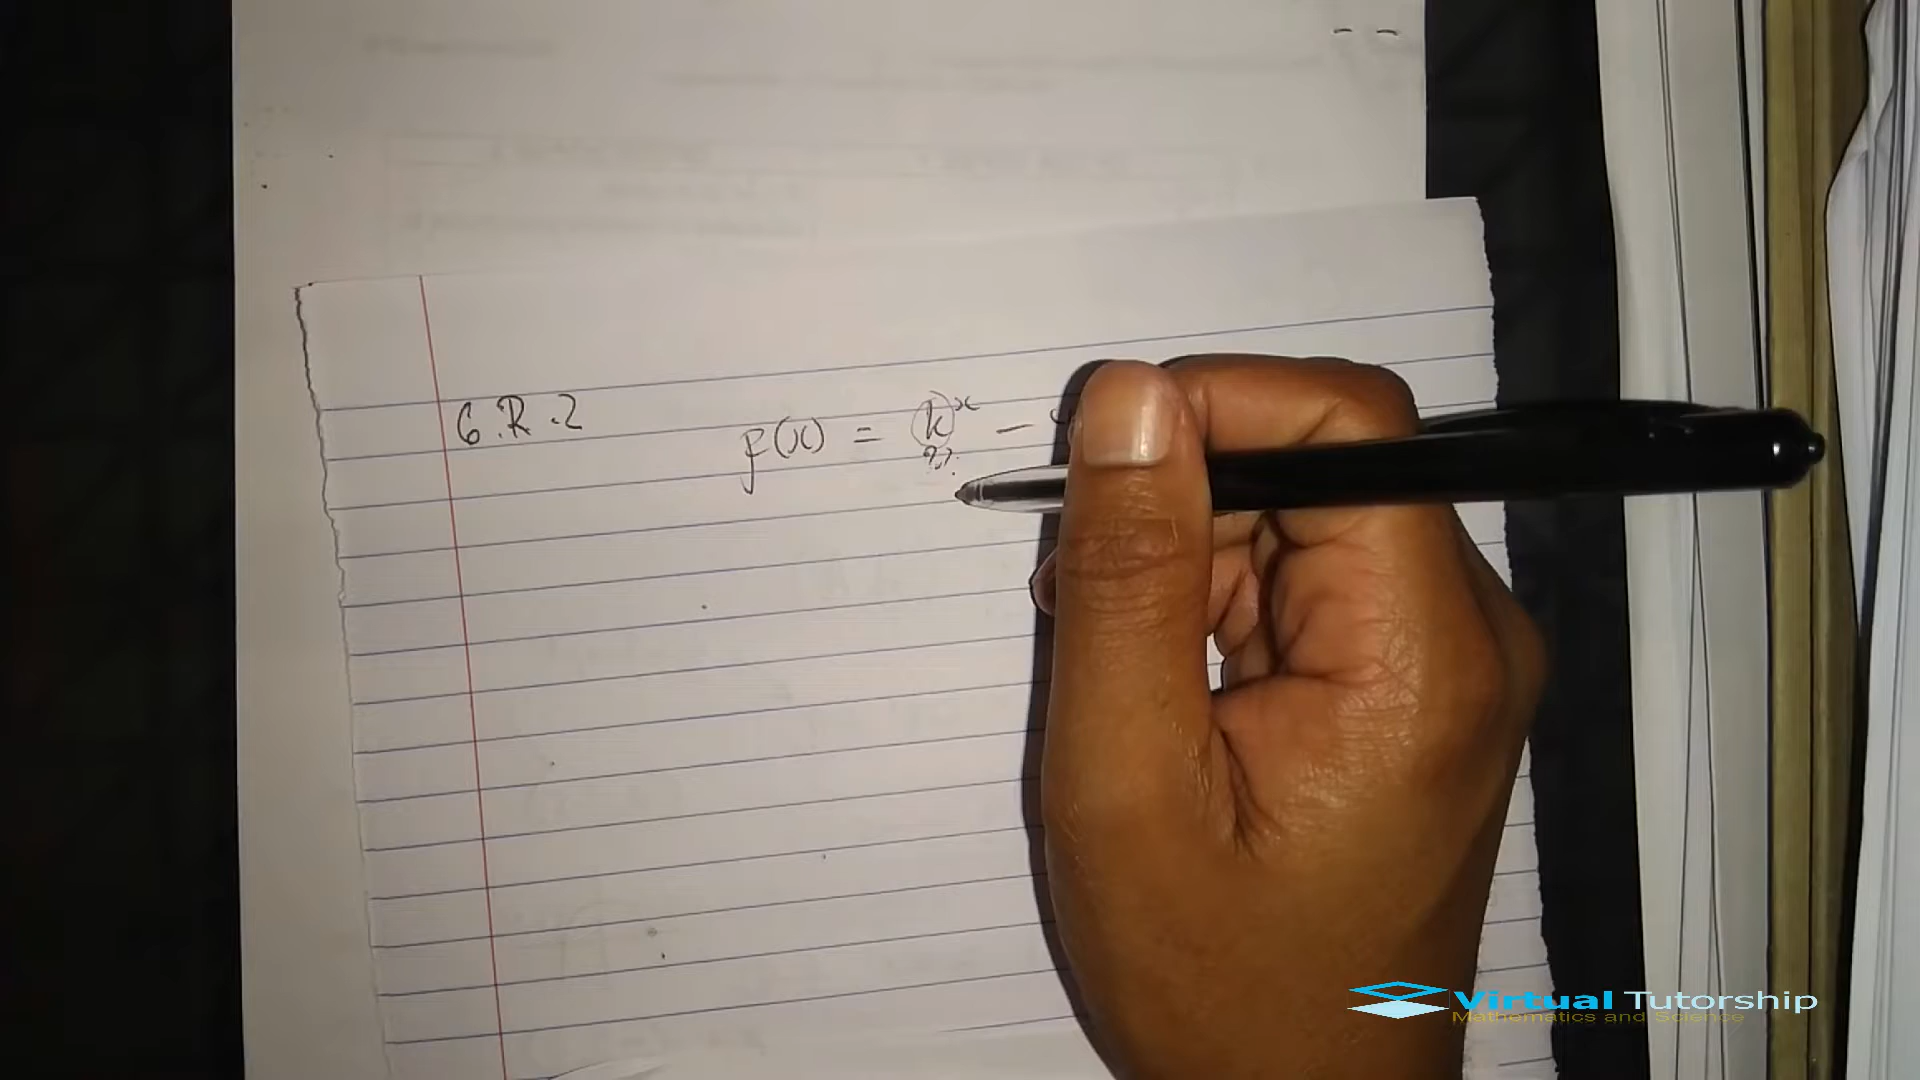 6.R.2 f(x) = k^x –
??
Virtual Tutorship
Mathematics and Science